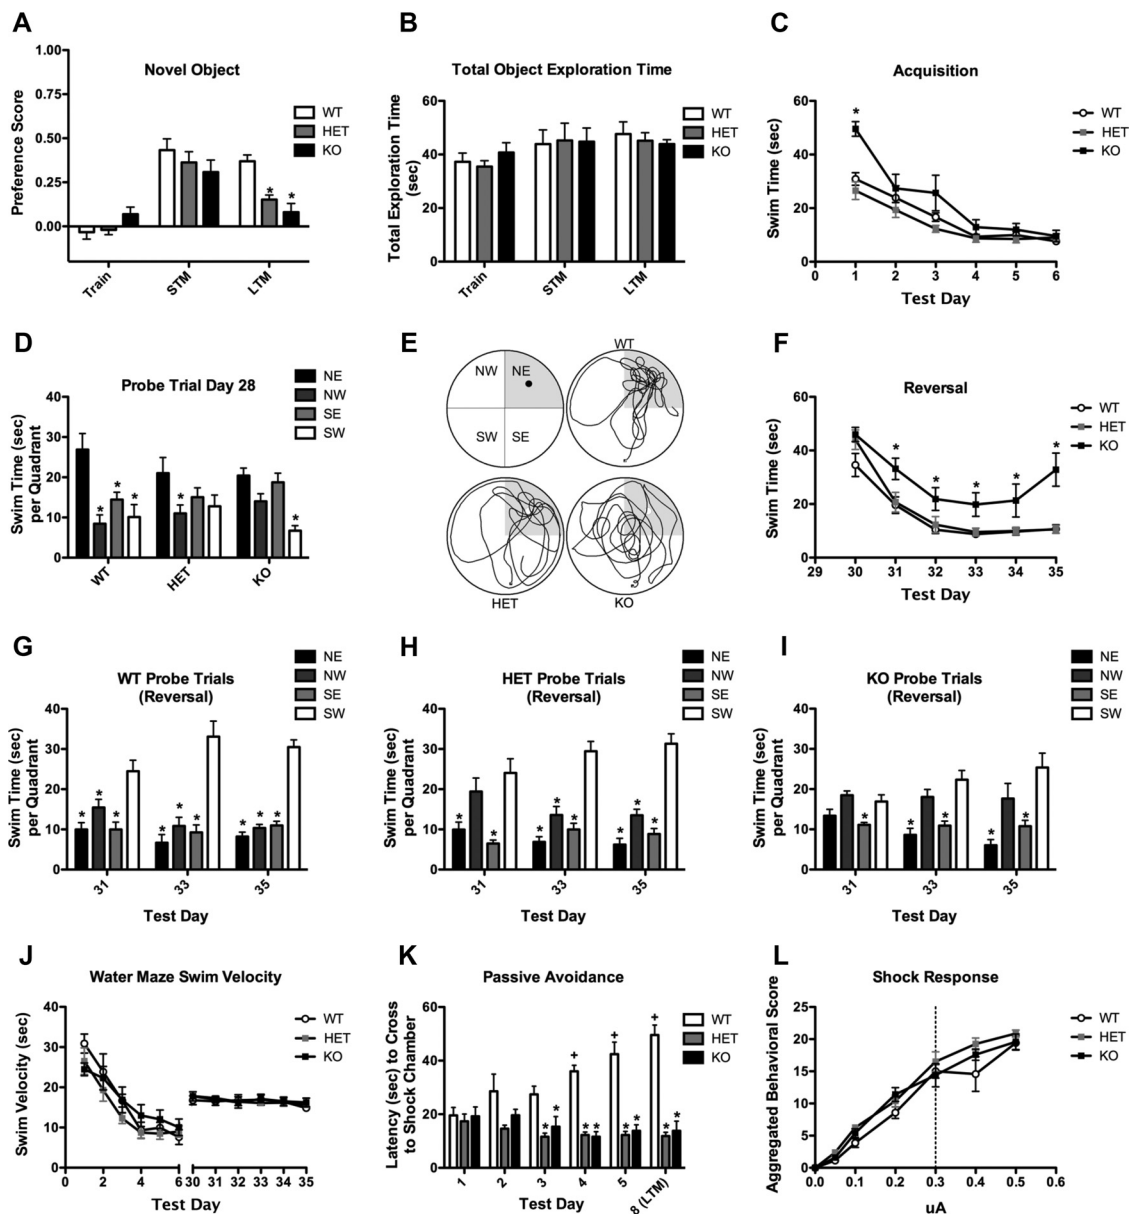 A
Novel Object
Preference Score
1.00
0.75
0.50
0.25
0.00
WT
HET
KO
*
*
Train
STM
LTM
B
Total Object Exploration Time
Total Exploration Time
(sec)
60
40
20
0
WT
HET
KO
Train
STM
LTM
C
Acquisition
Swim Time (sec)
60
40
20
0
*
WT
HET
KO
0 1 2 3 4 5 6
Test Day
D
Probe Trial Day 28
Swim Time (sec)
per Quadrant
40
30
20
10
0
NE
NW
SE
SW
* * *
*
*
WT
HET
KO
E
NW NE
SW SE
WT
HET
KO
F
Reversal
Swim Time (sec)
60
40
20
0
* * * * *
WT
HET
KO
29 30 31 32 33 34 35
Test Day
G
WT Probe Trials
(Reversal)
Swim Time (sec)
per Quadrant
40
30
20
10
0
NE
NW
SE
SW
* * *
* * *
* * *
31 33 35
Test Day
H
HET Probe Trials
(Reversal)
Swim Time (sec)
per Quadrant
40
30
20
10
0
NE
NW
SE
SW
* *
* * *
* * *
31 33 35
Test Day
I
KO Probe Trials
(Reversal)
Swim Time (sec)
per Quadrant
40
30
20
10
0
NE
NW
SE
SW
*
* *
* *
31 33 35
Test Day
J
Water Maze Swim Velocity
Swim Velocity (sec)
40
30
20
10
0
WT
HET
KO
0 2 4 6 30 31 32 33 34 35
Test Day
K
Passive Avoidance
Latency (sec) to Cross
to Shock Chamber
60
40
20
0
WT
HET
KO
+ + +
* * * * * * * *
1 2 3 4 5 8 (LTM)
Test Day
L
Shock Response
Aggregated Behavioral Score
25
20
15
10
5
0
WT
HET
KO
0.0 0.1 0.2 0.3 0.4 0.5 0.6
uA